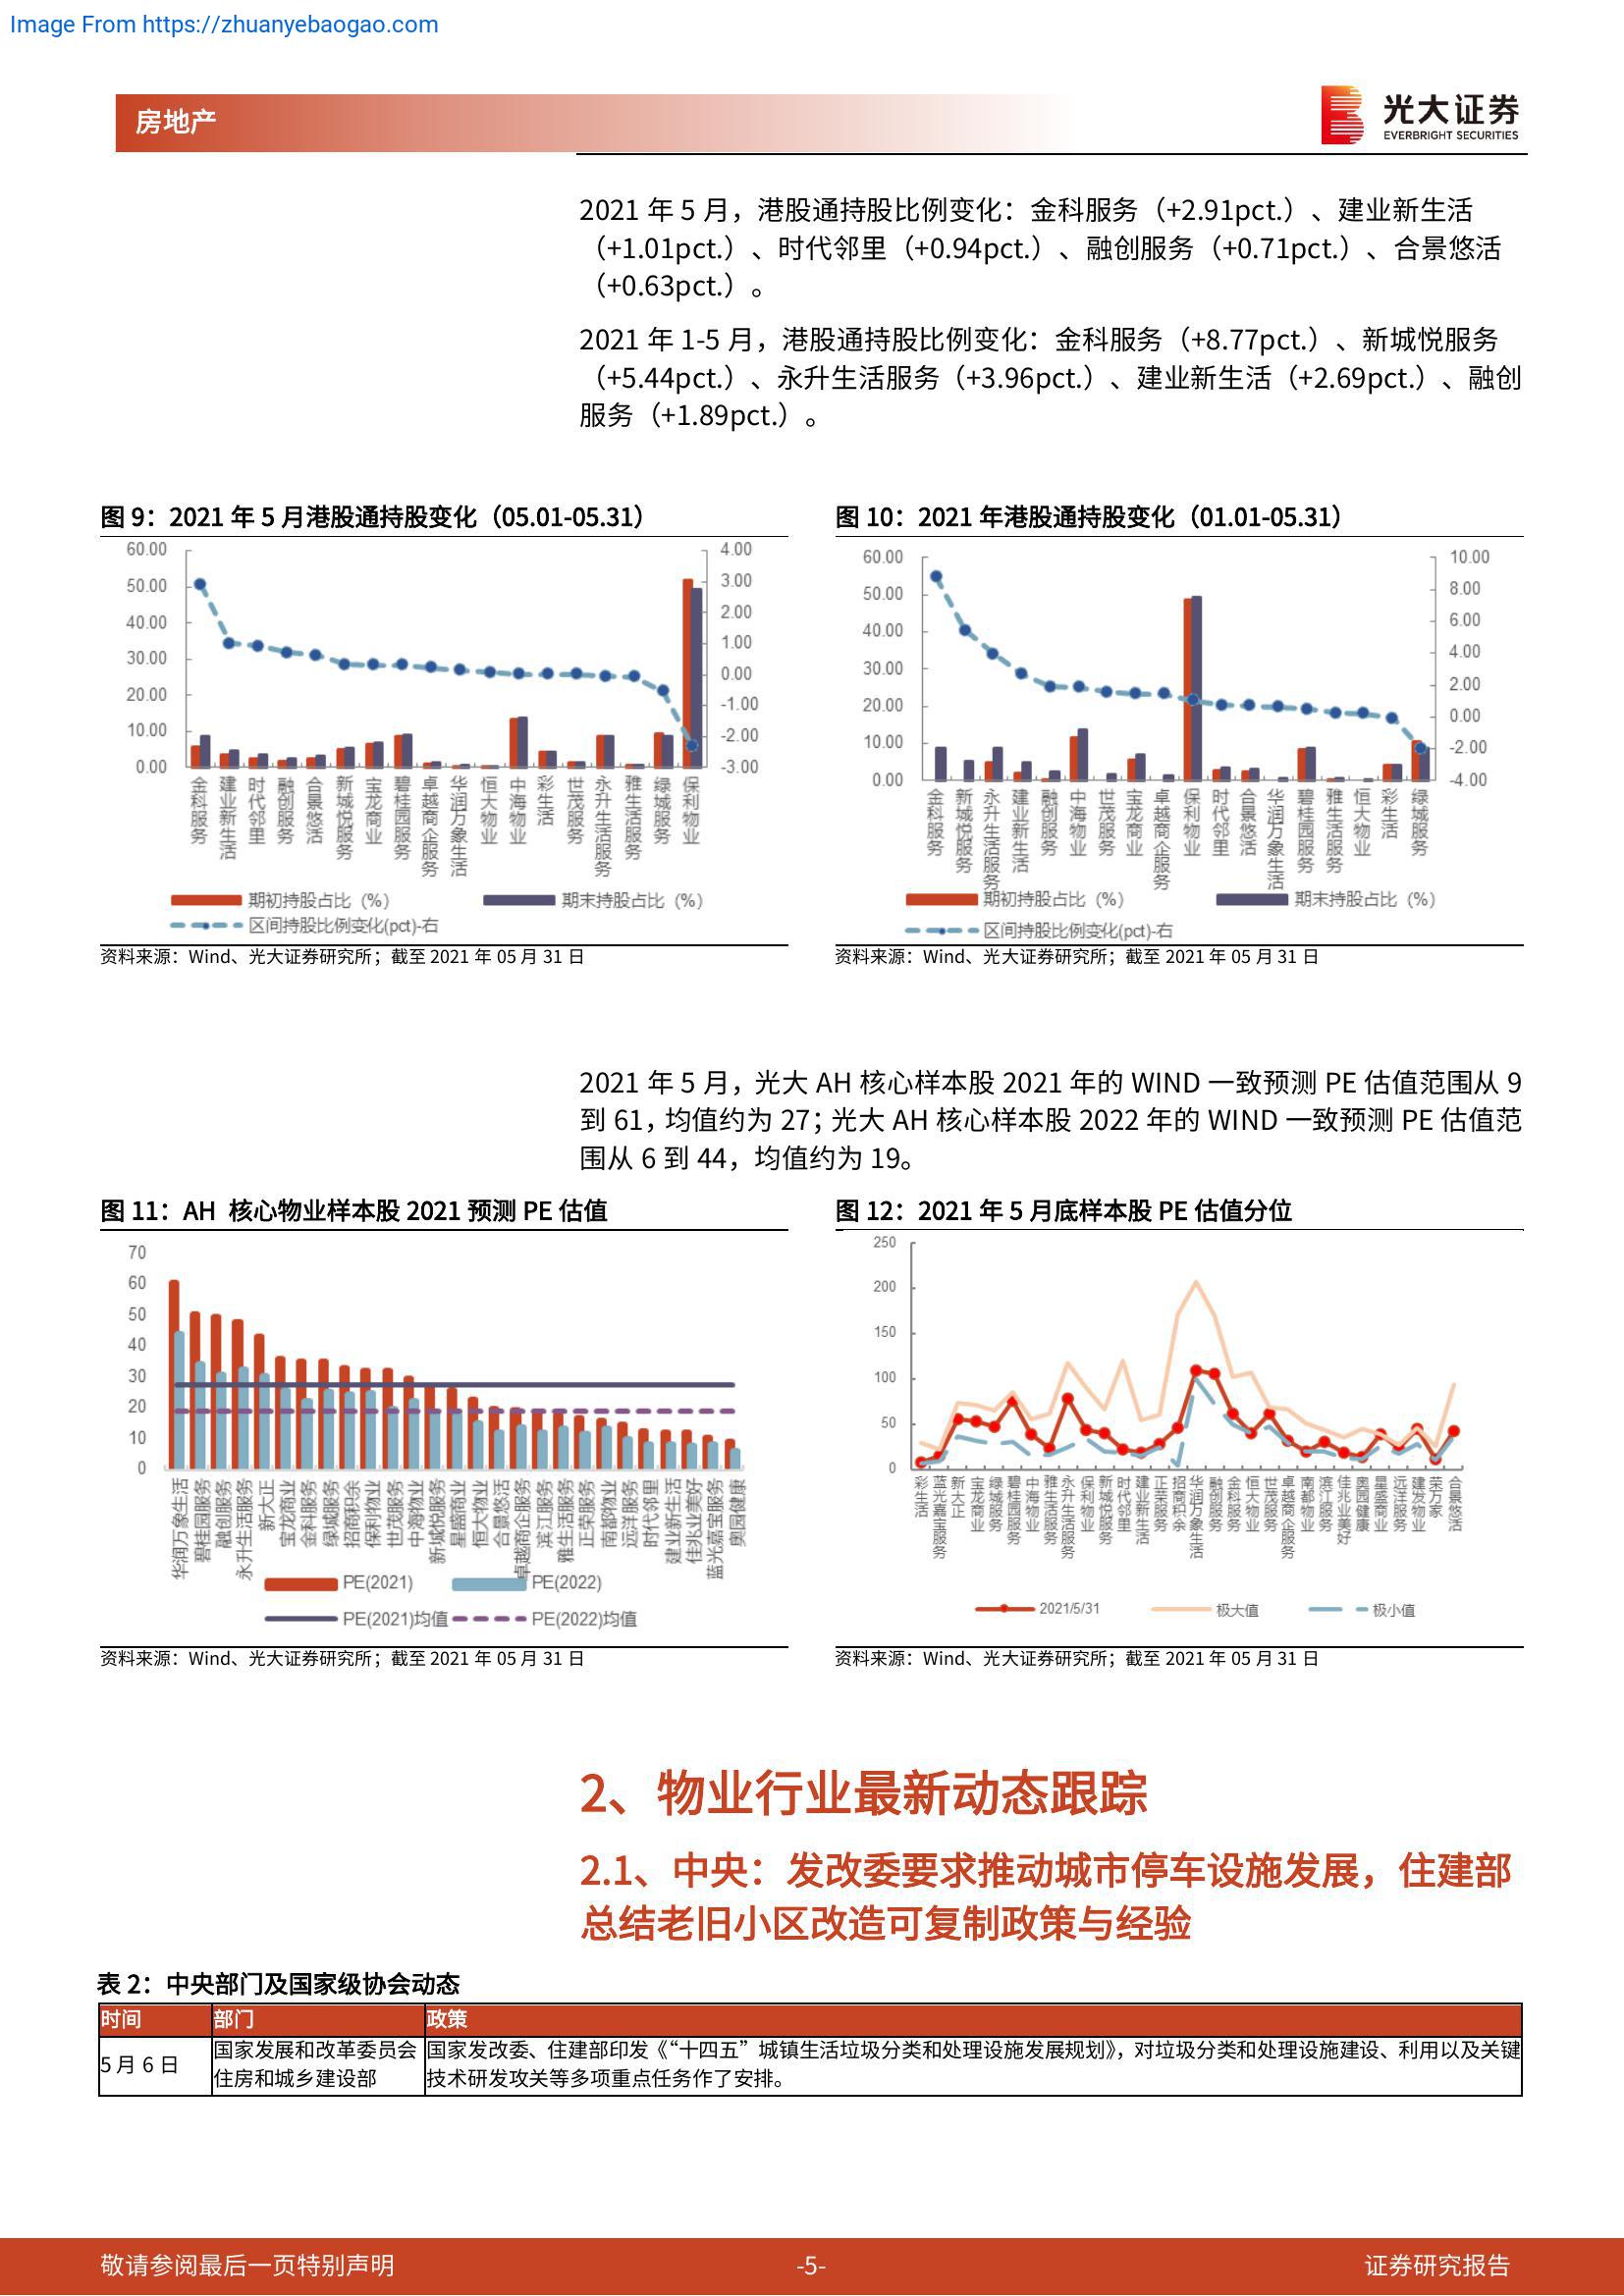 Image From https://zhuanyebaogao.com
房地产
光大证券
EVERBRIGHT SECURITIES
2021 年 5 月，港股通持股比例变化：金科服务（+2.91pct.）、建业新生活
（+1.01pct.）、时代邻里（+0.94pct.）、融创服务（+0.71pct.）、合景悠活
（+0.63pct.）。
2021 年 1-5 月，港股通持股比例变化：金科服务（+8.77pct.）、新城悦服务
（+5.44pct.）、永升生活服务（+3.96pct.）、建业新生活（+2.69pct.）、融创
服务（+1.89pct.）。
图 9：2021 年 5 月港股通持股变化（05.01-05.31）
60.00
50.00
40.00
30.00
20.00
10.00
0.00
4.00
3.00
2.00
1.00
0.00
-1.00
-2.00
-3.00
金科服务
建业新生活
时代邻里
融创服务
合景悠活
新城悦服务
宝龙商业
碧桂园服务
卓越商企服务
华润万象生活
恒大物业
中海物业
彩生活
世茂服务
永升生活服务
雅生活服务
绿城服务
保利物业
期初持股占比（%）
期末持股占比（%）
区间持股比例变化(pct)-右
资料来源：Wind、光大证券研究所；截至 2021 年 05 月 31 日
图 10：2021 年港股通持股变化（01.01-05.31）
60.00
50.00
40.00
30.00
20.00
10.00
0.00
10.00
8.00
6.00
4.00
2.00
0.00
-2.00
-4.00
金科服务
新城悦服务
永升生活服务
建业新生活
融创服务
中海物业
世茂服务
宝龙商业
卓越商企服务
保利物业
时代邻里
合景悠活
华润万象生活
碧桂园服务
雅生活服务
恒大物业
彩生活
绿城服务
期初持股占比（%）
期末持股占比（%）
区间持股比例变化(pct)-右
资料来源：Wind、光大证券研究所；截至 2021 年 05 月 31 日
2021 年 5 月，光大 AH 核心样本股 2021 年的 WIND 一致预测 PE 估值范围从 9
到 61，均值约为 27；光大 AH 核心样本股 2022 年的 WIND 一致预测 PE 估值范
围从 6 到 44，均值约为 19。
图 11：AH 核心物业样本股 2021 预测 PE 估值
70
60
50
40
30
20
10
0
华润万象生活
碧桂园服务
融创服务
永升生活服务
新大正
宝龙商业
金科服务
绿城服务
招商积余
保利物业
世茂服务
中海物业
新城悦服务
星盛商业
恒大物业
合景悠活
卓越商企服务
滨江服务
雅生活服务
正荣服务
南都物业
远洋服务
时代邻里
建业新生活
佳兆业美好
蓝光嘉宝服务
奥园健康
PE(2021)
PE(2022)
PE(2021)均值
PE(2022)均值
资料来源：Wind、光大证券研究所；截至 2021 年 05 月 31 日
图 12：2021 年 5 月底样本股 PE 估值分位
250
200
150
100
50
0
彩生活
蓝光嘉宝服务
新大正
宝龙商业
绿城服务
碧桂园服务
中海物业
雅生活服务
永升生活服务
保利物业
新城悦服务
时代邻里
建业新生活
正荣服务
招商积余
华润万象生活
融创服务
金科服务
恒大物业
世茂服务
卓越商企服务
南都物业
滨江服务
佳兆业美好
奥园健康
星盛商业
远洋服务
建发物业
荣万家
合景悠活
2021/5/31
极大值
极小值
资料来源：Wind、光大证券研究所；截至 2021 年 05 月 31 日
2、物业行业最新动态跟踪
2.1、中央：发改委要求推动城市停车设施发展，住建部
总结老旧小区改造可复制政策与经验
表 2：中央部门及国家级协会动态
时间
部门
政策
5 月 6 日
国家发展和改革委员会
住房和城乡建设部
国家发改委、住建部印发《“十四五”城镇生活垃圾分类和处理设施发展规划》，对垃圾分类和处理设施建设、利用以及关键
技术研发攻关等多项重点任务作了安排。
敬请参阅最后一页特别声明
-5-
证券研究报告